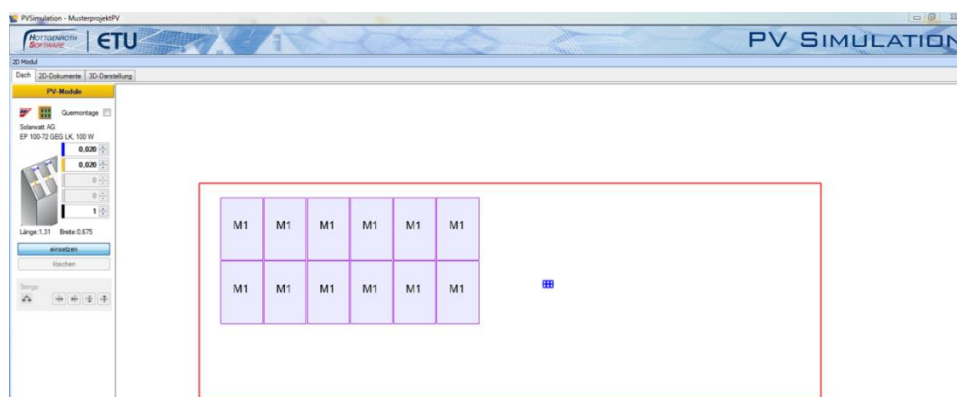 PVSimulation - MusterprojektPV
HOTTGENROTH
SOFTWARE
ETU
PV SIMULATION
2D Modul
Dach 2D-Dokumente 3D-Darstellung
PV-Module
Quermontage
Solarwatt AG
EP 100-72 GEG LK, 100 W
0,020
0,020
0
0
1
Länge:1,31 Breite:0,675
einsetzen
löschen
Strings
M1 M1 M1 M1 M1 M1
M1 M1 M1 M1 M1 M1